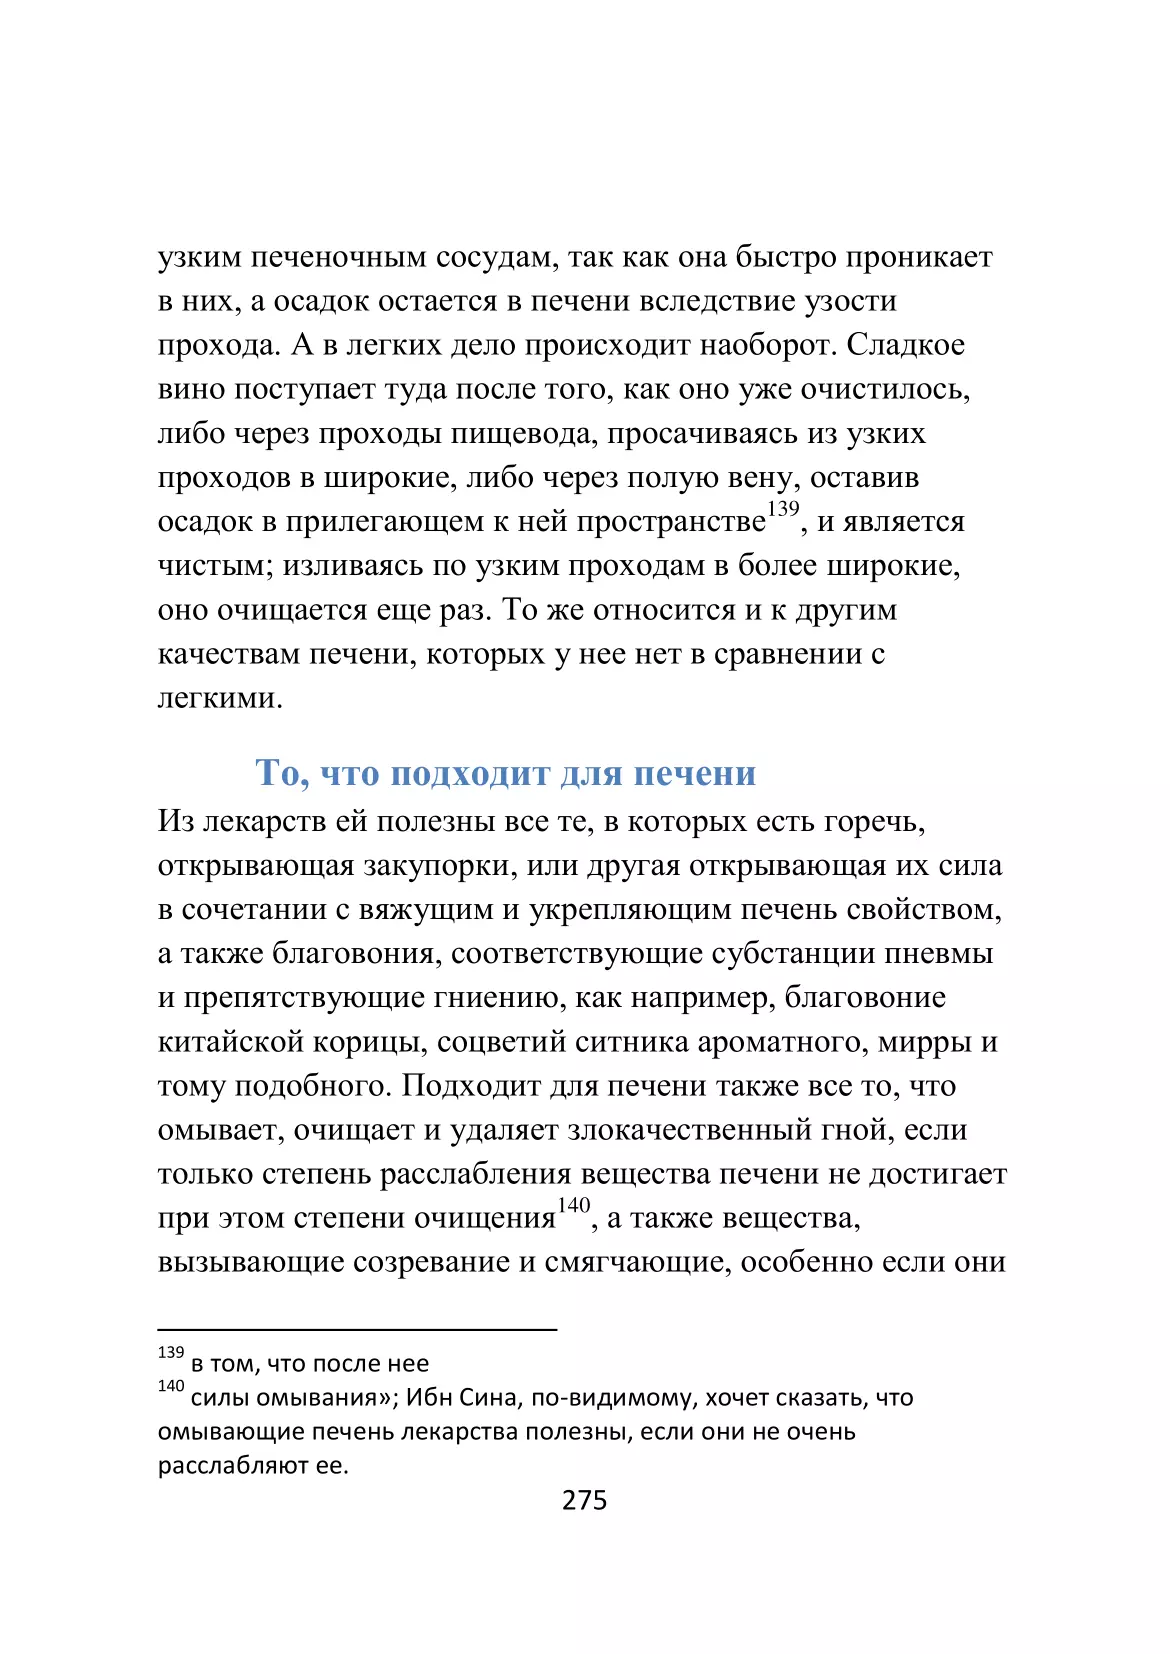 узким печеночным сосудам, так как она быстро проникает
в них, а осадок остается в печени вследствие узости
прохода. А в легких дело происходит наоборот. Сладкое
вино поступает туда после того, как оно уже очистилось,
либо через проходы пищевода, просачиваясь из узких
проходов в широкие, либо через полую вену, оставив
осадок в прилегающем к ней пространстве139, и является
чистым; изливаясь по узким проходам в более широкие,
оно очищается еще раз. То же относится и к другим
качествам печени, которых у нее нет в сравнении с
легкими.
То, что подходит для печени
Из лекарств ей полезны все те, в которых есть горечь,
открывающая закупорки, или другая открывающая их сила
в сочетании с вяжущим и укрепляющим печень свойством,
а также благовония, соответствующие субстанции пневмы
и препятствующие гниению, как например, благовоние
китайской корицы, соцветий ситника ароматного, мирры и
тому подобного. Подходит для печени также все то, что
омывает, очищает и удаляет злокачественный гной, если
только степень расслабления вещества печени не достигает
при этом степени очищения140, а также вещества,
вызывающие созревание и смягчающие, особенно если они
139 в том, что после нее
140 силы омывания»; Ибн Сина, по-видимому, хочет сказать, что
омывающие печень лекарства полезны, если они не очень
расслабляют ее.
275